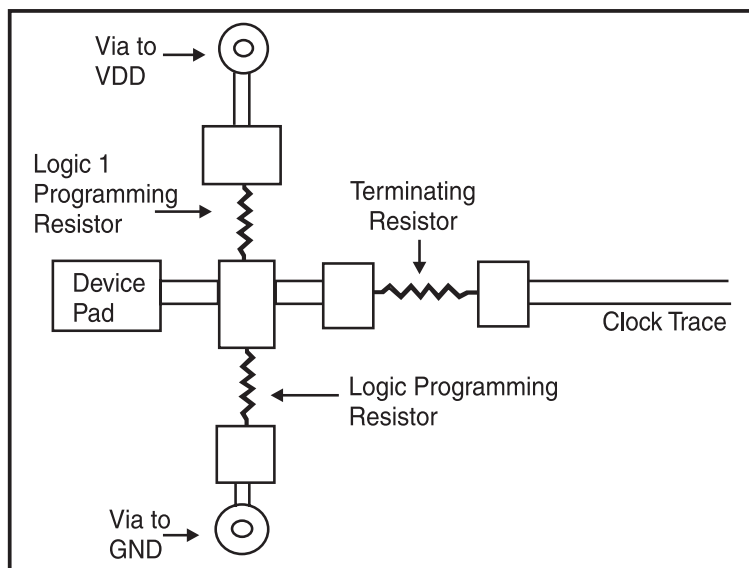 Via to
VDD
Logic 1
Programming
Resistor
Terminating
Resistor
Device
Pad
Clock Trace
Logic Programming
Resistor
Via to
GND